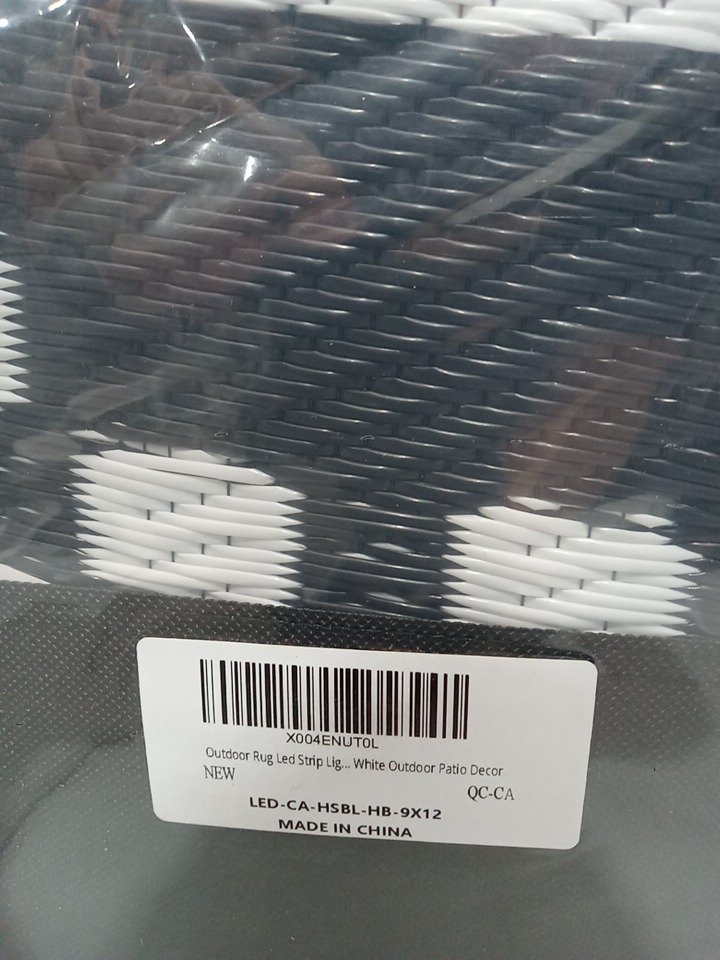 X004ENUT0L
Outdoor Rug Led Strip Lig... White Outdoor Patio Decor
NEW
QC-CA
LED-CA-HSBL-HB-9X12
MADE IN CHINA